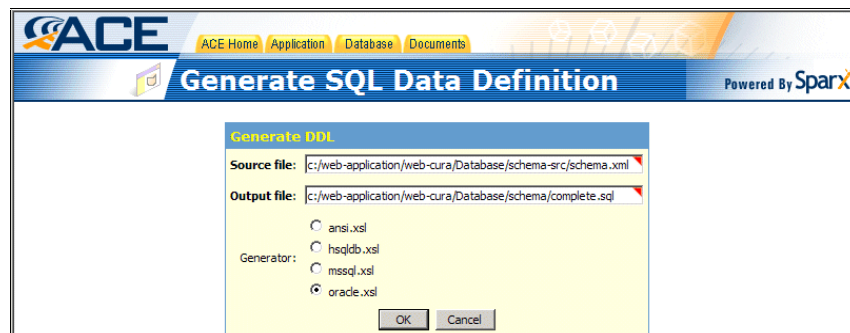 ACE
ACE Home Application Database Documents
Generate SQL Data Definition
Powered By Sparx
Generate DDL
Source file: c:/web-application/web-cura/Database/schema-src/schema.xml
Output file: c:/web-application/web-cura/Database/schema/complete.sql
Generator:
ansi.xsl
hsqldb.xsl
mssql.xsl
oracle.xsl
OK Cancel